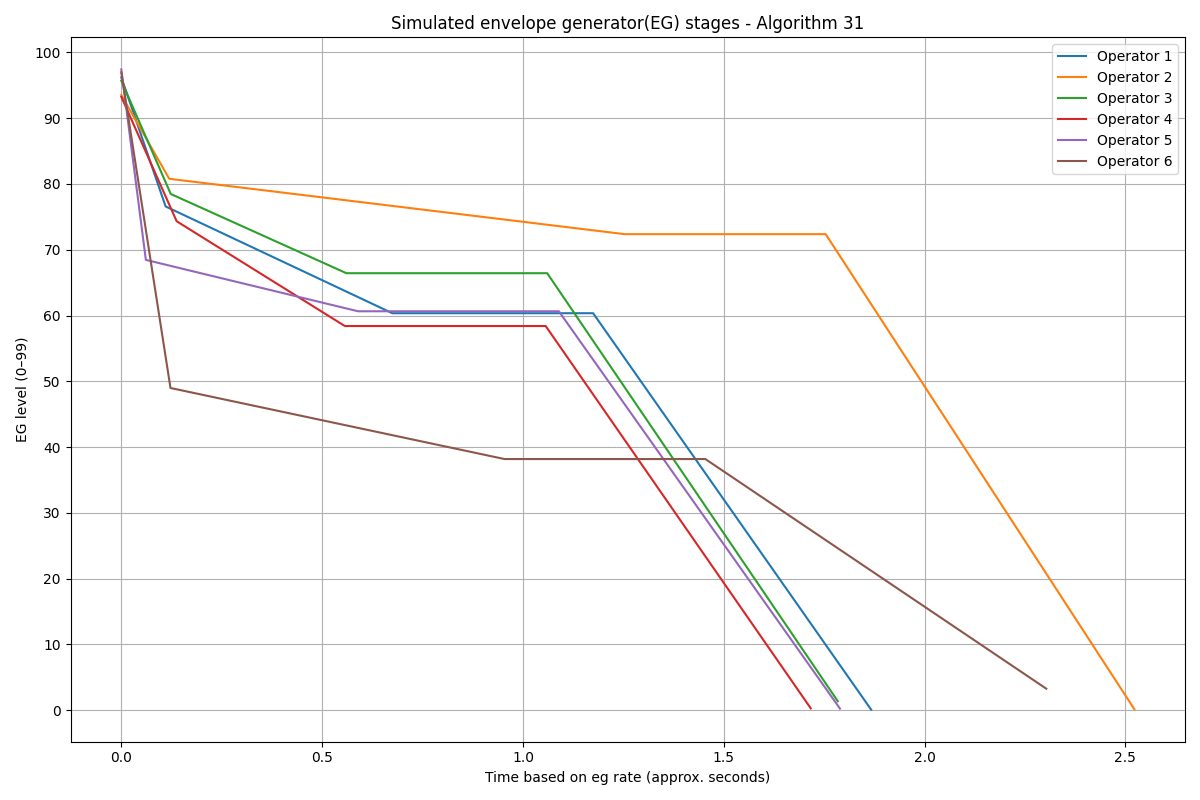 Simulated envelope generator(EG) stages - Algorithm 31
Operator 1
Operator 2
Operator 3
Operator 4
Operator 5
Operator 6
EG level (0–99)
100
90
80
70
60
50
40
30
20
10
0
0.0 0.5 1.0 1.5 2.0 2.5
Time based on eg rate (approx. seconds)